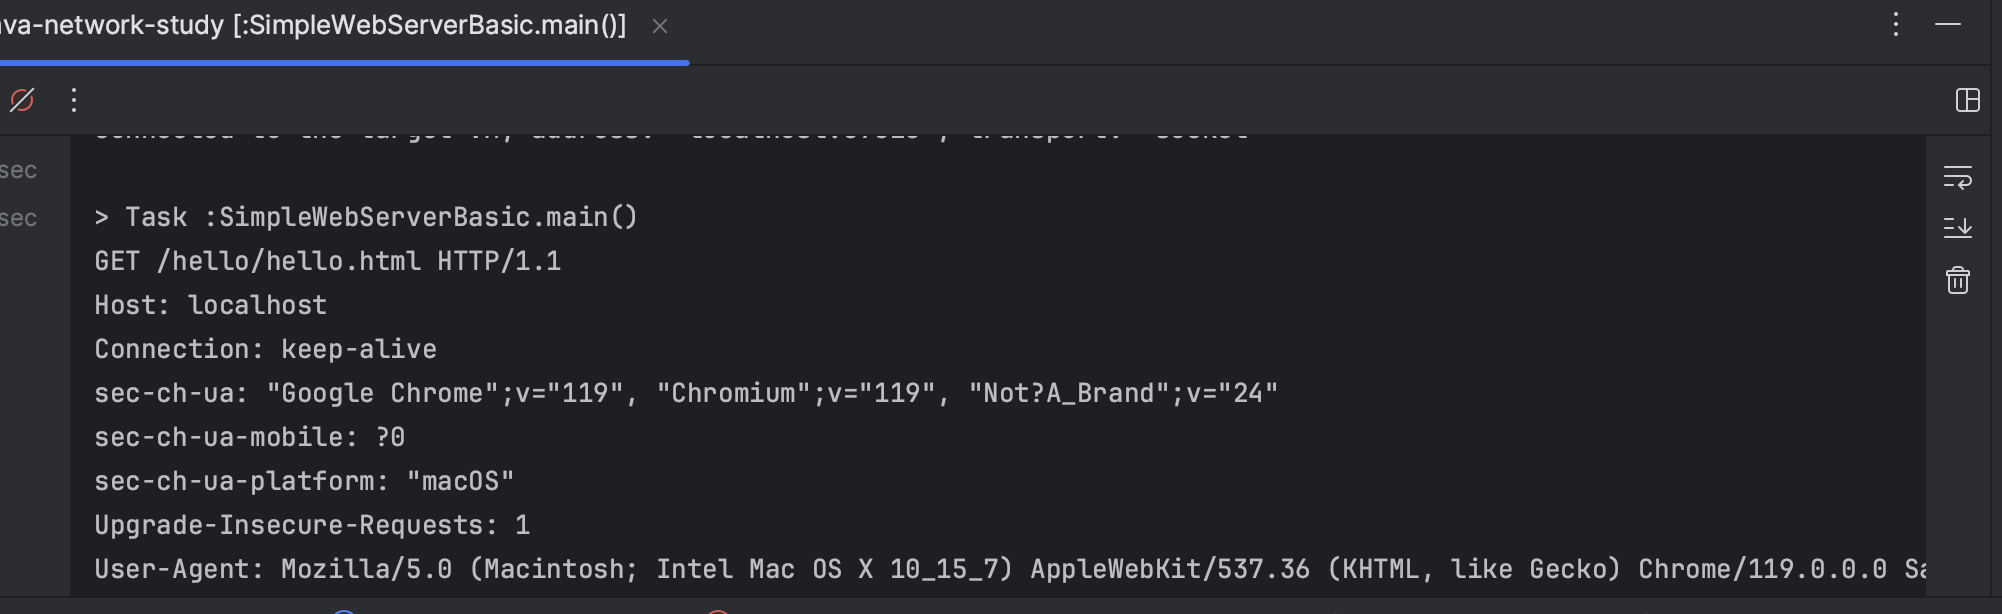 va-network-study [:SimpleWebServerBasic.main()]
sec
sec
> Task :SimpleWebServerBasic.main()
GET /hello/hello.html HTTP/1.1
Host: localhost
Connection: keep-alive
sec-ch-ua: "Google Chrome";v="119", "Chromium";v="119", "Not?A_Brand";v="24"
sec-ch-ua-mobile: ?0
sec-ch-ua-platform: "macOS"
Upgrade-Insecure-Requests: 1
User-Agent: Mozilla/5.0 (Macintosh; Intel Mac OS X 10_15_7) AppleWebKit/537.36 (KHTML, like Gecko) Chrome/119.0.0.0 Sa